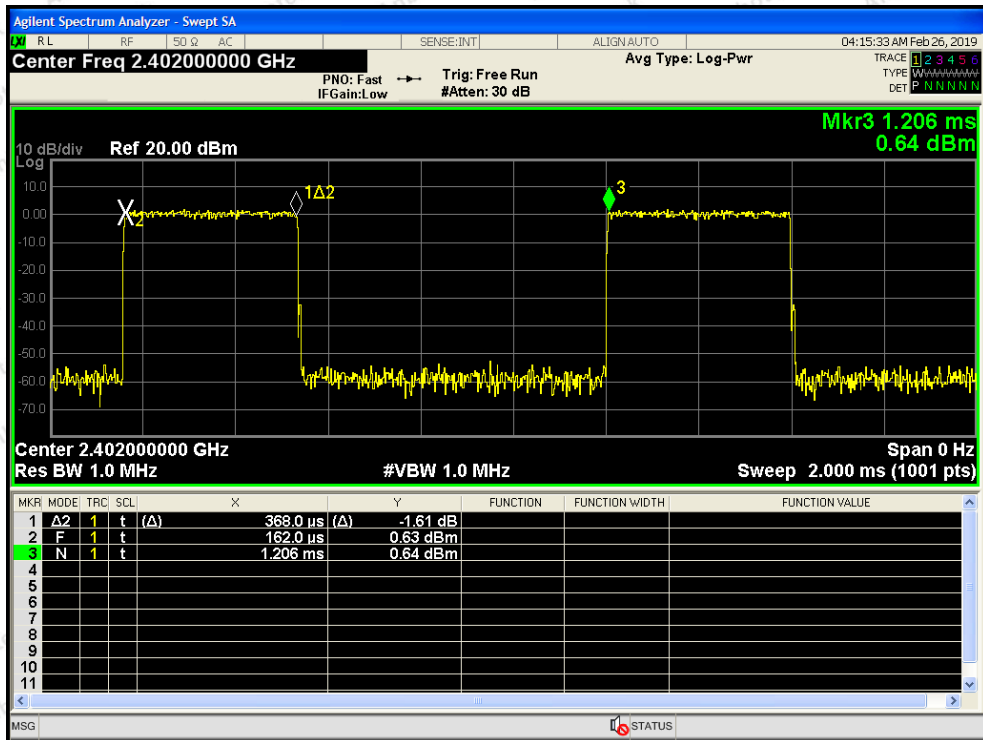 Agilent Spectrum Analyzer - Swept SA
LXI RL RF 50 Ω AC SENSE:INT ALIGN AUTO 04:15:33 AM Feb 26, 2019
Center Freq 2.402000000 GHz Avg Type: Log-Pwr TRACE 1 2 3 4 5 6
PNO: Fast Trig: Free Run TYPE WWWWWW
IFGain:Low #Atten: 30 dB DET P N N N N N
Mkr3 1.206 ms
10 dB/div Ref 20.00 dBm 0.64 dBm
Log
10.0
0.00
-10.0
-20.0
-30.0
-40.0
-50.0
-60.0
-70.0
X2 1Δ2 3
Center 2.402000000 GHz Span 0 Hz
Res BW 1.0 MHz #VBW 1.0 MHz Sweep 2.000 ms (1001 pts)
MKR MODE TRC SCL X Y FUNCTION FUNCTION WIDTH FUNCTION VALUE
1 Δ2 1 t (Δ) 368.0 µs (Δ) -1.61 dB
2 F 1 t 162.0 µs 0.63 dBm
3 N 1 t 1.206 ms 0.64 dBm
4
5
6
7
8
9
10
11
MSG STATUS